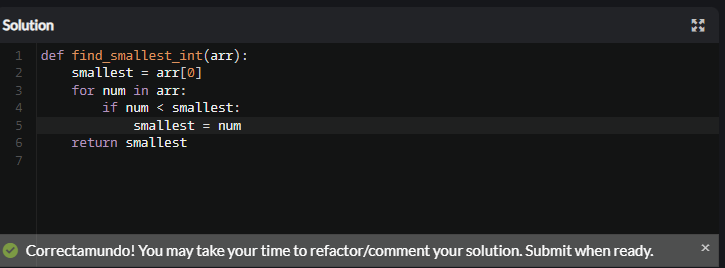 Solution
1 def find_smallest_int(arr):
2     smallest = arr[0]
3     for num in arr:
4         if num < smallest:
5             smallest = num
6     return smallest
7
Correctamundo! You may take your time to refactor/comment your solution. Submit when ready. ×